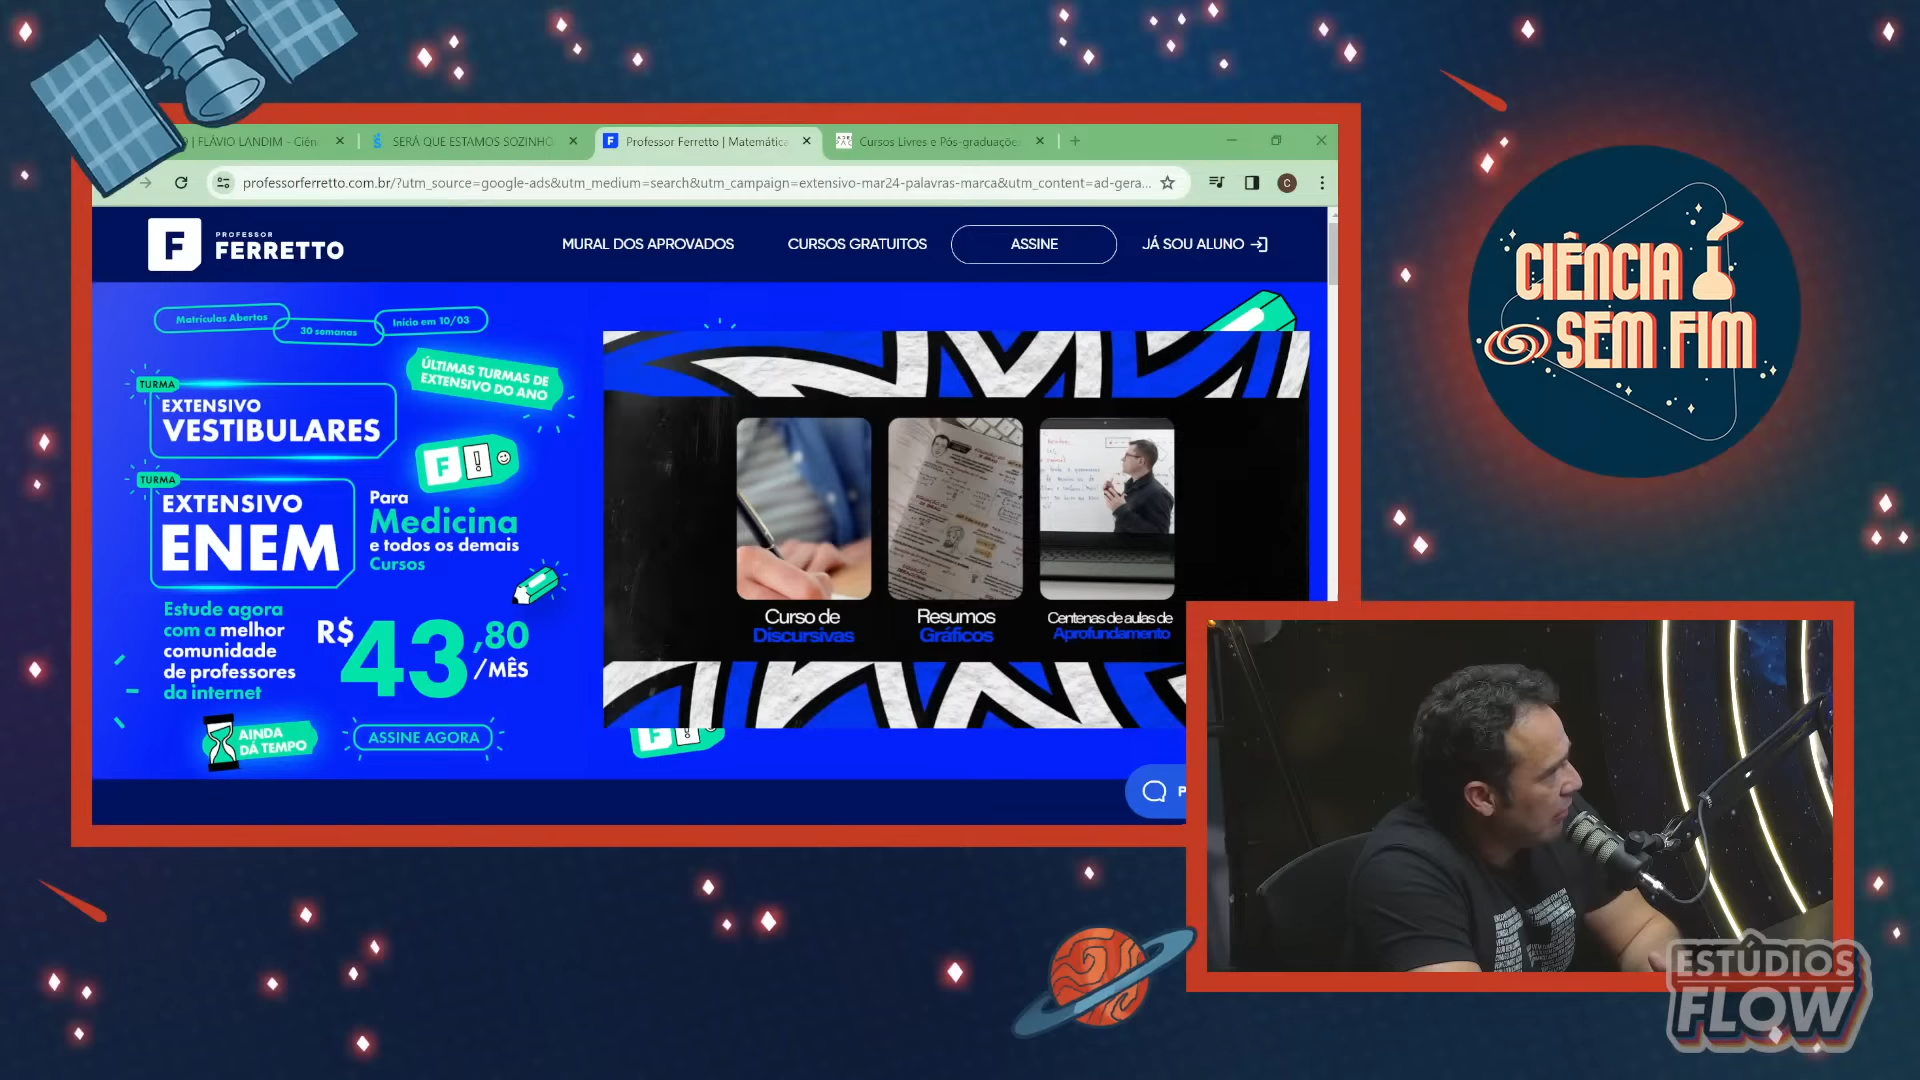 | FLÁVIO LANDIM - Ciên
SERÁ QUE ESTAMOS SOZINHO
Professor Ferretto | Matemática
Cursos Livres e Pós-graduaçõe
professorferretto.com.br/?utm_source=google-ads&utm_medium=search&utm_campaign=extensivo-mar24-palavras-marca&utm_content=ad-gera...
F PROFESSOR
FERRETTO
MURAL DOS APROVADOS
CURSOS GRATUITOS
ASSINE
JÁ SOU ALUNO
Matrículas Abertas
30 semanas
Início em 10/03
ÚLTIMAS TURMAS DE
EXTENSIVO DO ANO
TURMA
EXTENSIVO
VESTIBULARES
F !
TURMA
EXTENSIVO
ENEM
Para
Medicina
e todos os demais
Cursos
Estude agora
com a melhor
comunidade
de professores
da internet
R$43,80
/MÊS
AINDA
DÁ TEMPO
ASSINE AGORA
Curso de
Discursivas
Resumos
Gráficos
Centenas de aulas de
Aprofundamento
CIÊNCIA
SEM FIM
ESTÚDIOS
FLOW